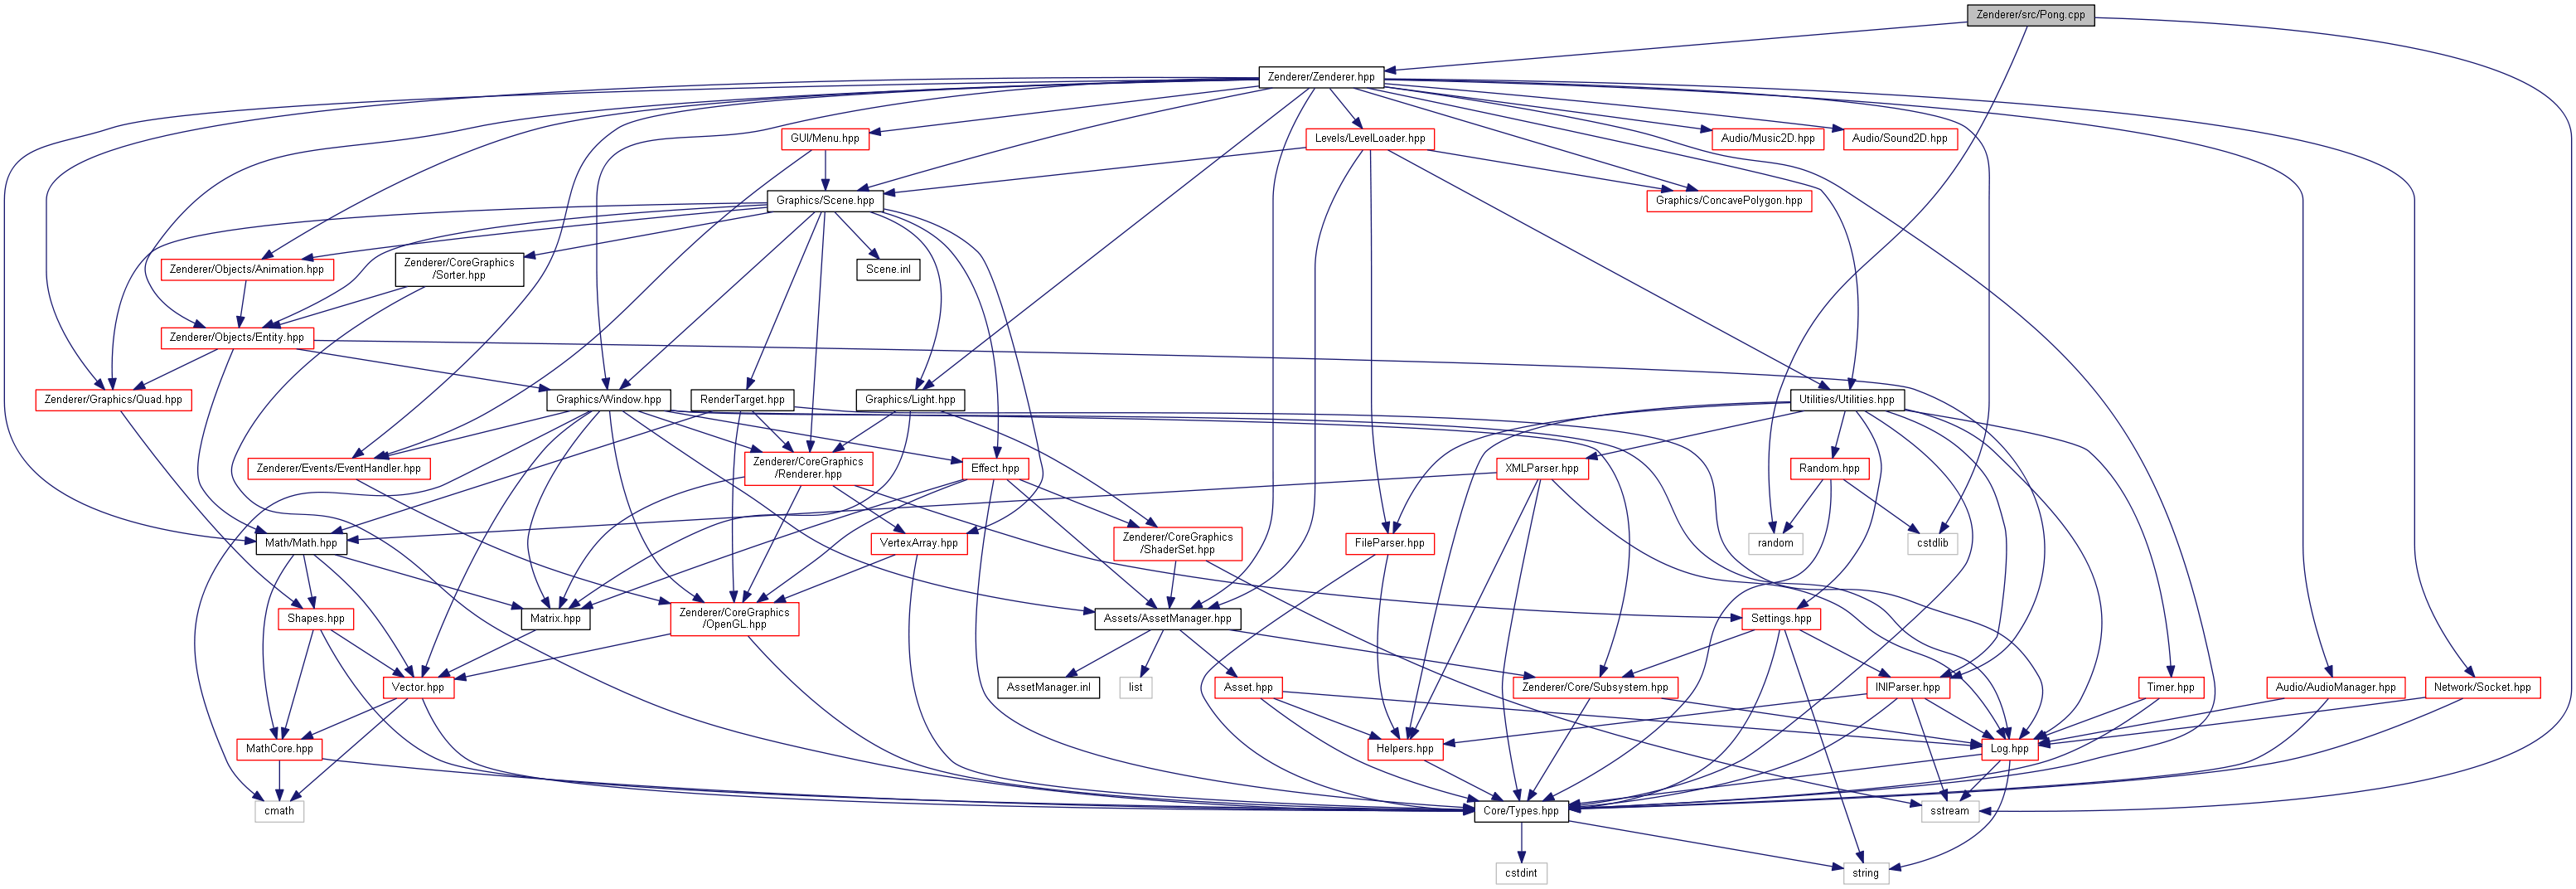 Zenderer/src/Pong.cpp
Zenderer/Zenderer.hpp
GUI/Menu.hpp
Levels/LevelLoader.hpp
Audio/Music2D.hpp
Audio/Sound2D.hpp
Graphics/Scene.hpp
Graphics/ConcavePolygon.hpp
Zenderer/Objects/Animation.hpp
Zenderer/CoreGraphics
/Sorter.hpp
Scene.inl
Zenderer/Objects/Entity.hpp
Zenderer/Graphics/Quad.hpp
Graphics/Window.hpp
RenderTarget.hpp
Graphics/Light.hpp
Utilities/Utilities.hpp
Zenderer/Events/EventHandler.hpp
Zenderer/CoreGraphics
/Renderer.hpp
Effect.hpp
XMLParser.hpp
Random.hpp
Math/Math.hpp
VertexArray.hpp
Zenderer/CoreGraphics
/ShaderSet.hpp
FileParser.hpp
random
cstdlib
Shapes.hpp
Matrix.hpp
Zenderer/CoreGraphics
/OpenGL.hpp
Assets/AssetManager.hpp
Settings.hpp
Vector.hpp
AssetManager.inl
list
Asset.hpp
Zenderer/Core/Subsystem.hpp
INIParser.hpp
Timer.hpp
Audio/AudioManager.hpp
Network/Socket.hpp
MathCore.hpp
Helpers.hpp
Log.hpp
cmath
Core/Types.hpp
sstream
cstdint
string